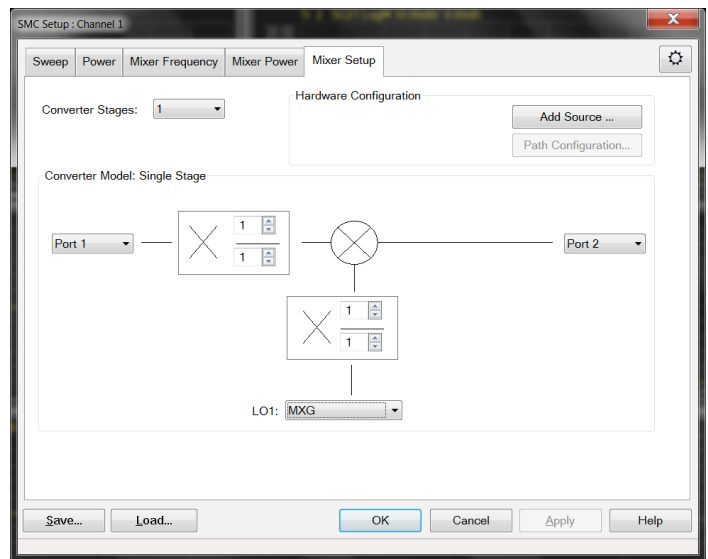 SMC Setup : Channel 1
X
Sweep
Power
Mixer Frequency
Mixer Power
Mixer Setup
Converter Stages: 1
Hardware Configuration
Add Source ...
Path Configuration...
Converter Model: Single Stage
Port 1
1
1
Port 2
1
1
LO1: MXG
Save...
Load...
OK
Cancel
Apply
Help